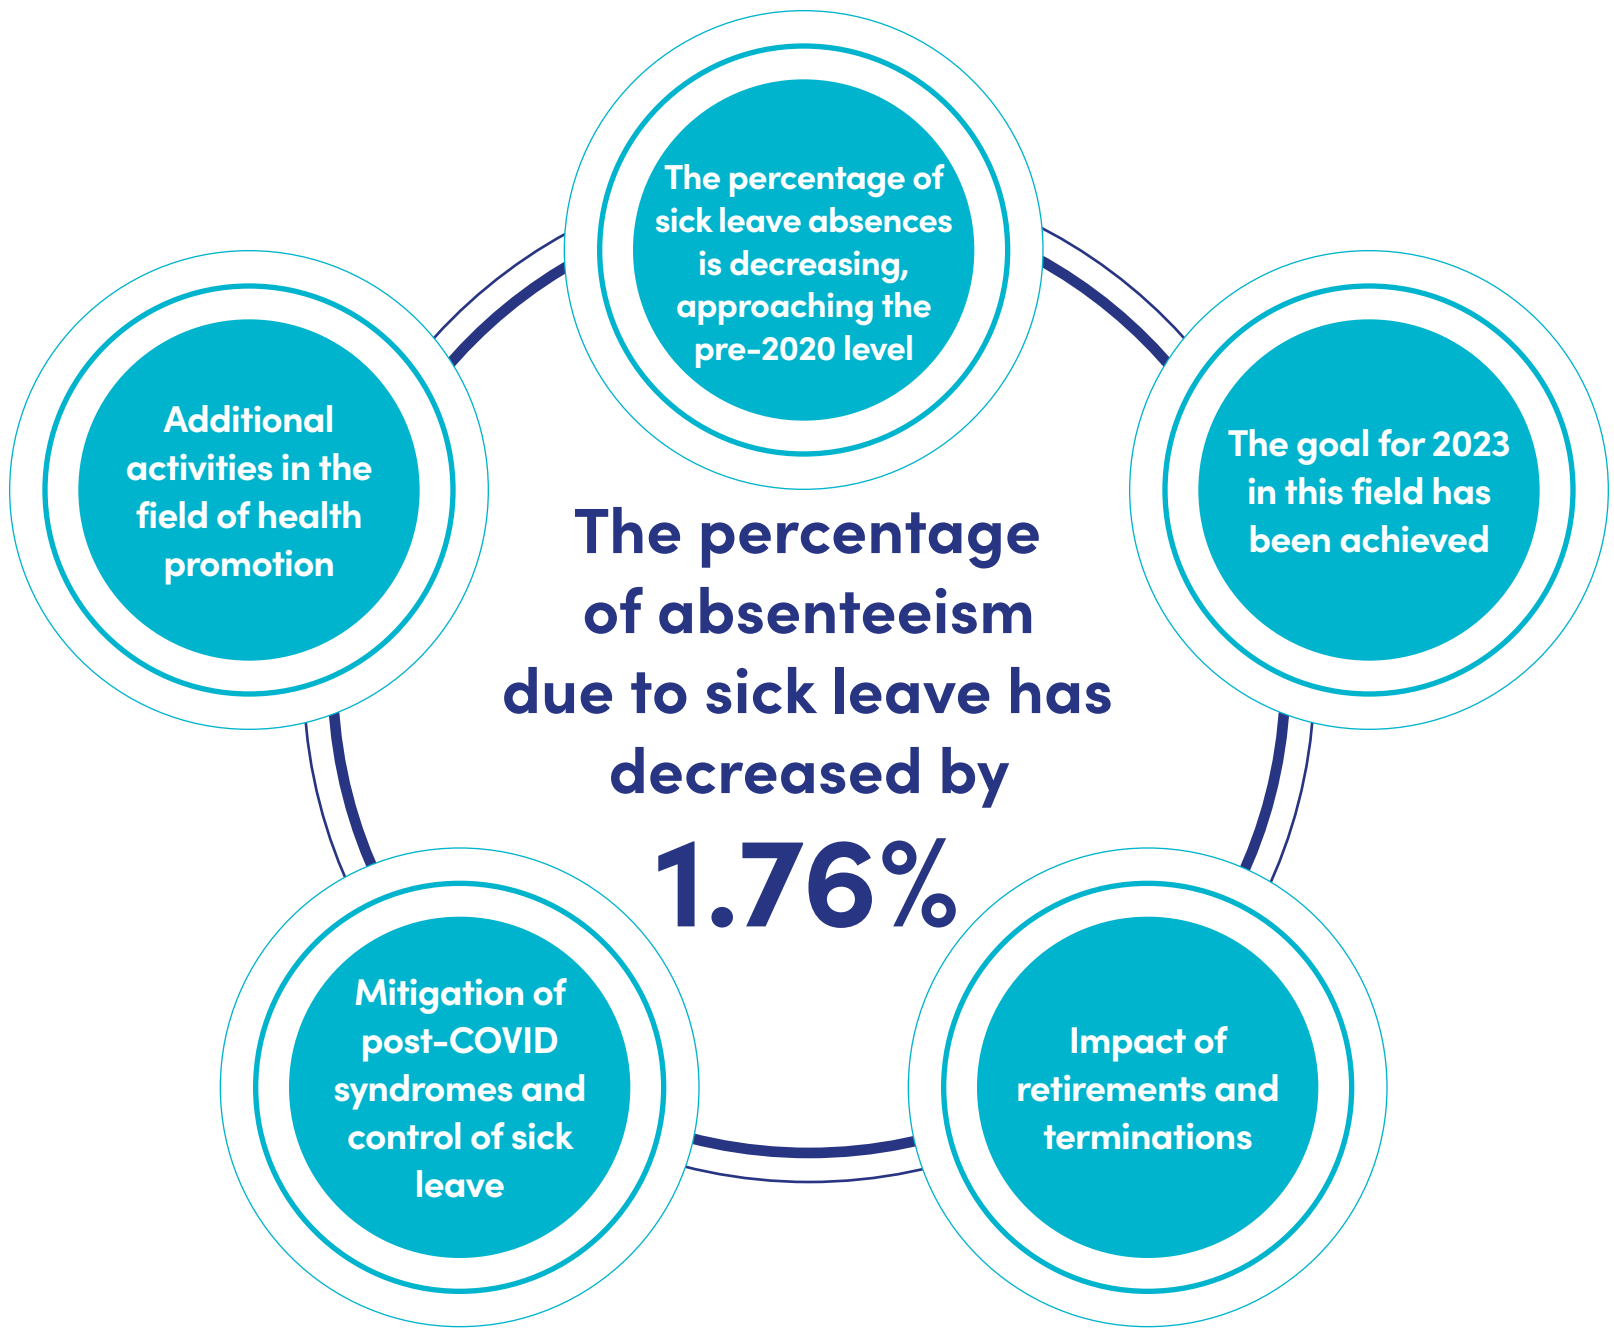 The percentage of
sick leave absences
is decreasing,
approaching the
pre-2020 level
The goal for 2023
in this field has
been achieved
Impact of
retirements and
terminations
Mitigation of
post-COVID
syndromes and
control of sick
leave
Additional
activities in the
field of health
promotion
The percentage
of absenteeism
due to sick leave has
decreased by
1.76%